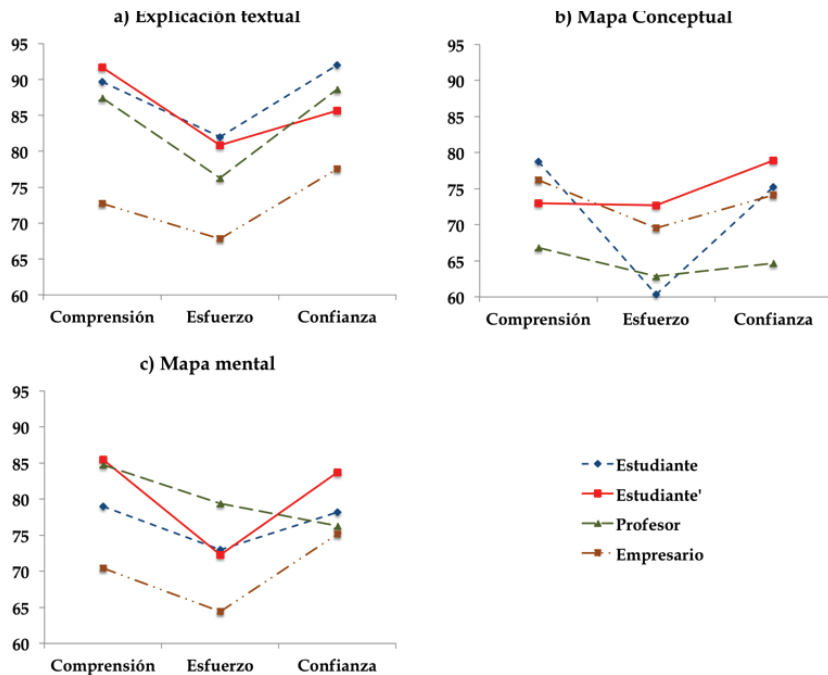 a) Explicación textual
95
90
85
80
75
70
65
60
Comprensión Esfuerzo Confianza
b) Mapa Conceptual
95
90
85
80
75
70
65
60
Comprensión Esfuerzo Confianza
c) Mapa mental
95
90
85
80
75
70
65
60
Comprensión Esfuerzo Confianza
Estudiante
Estudiante'
Profesor
Empresario